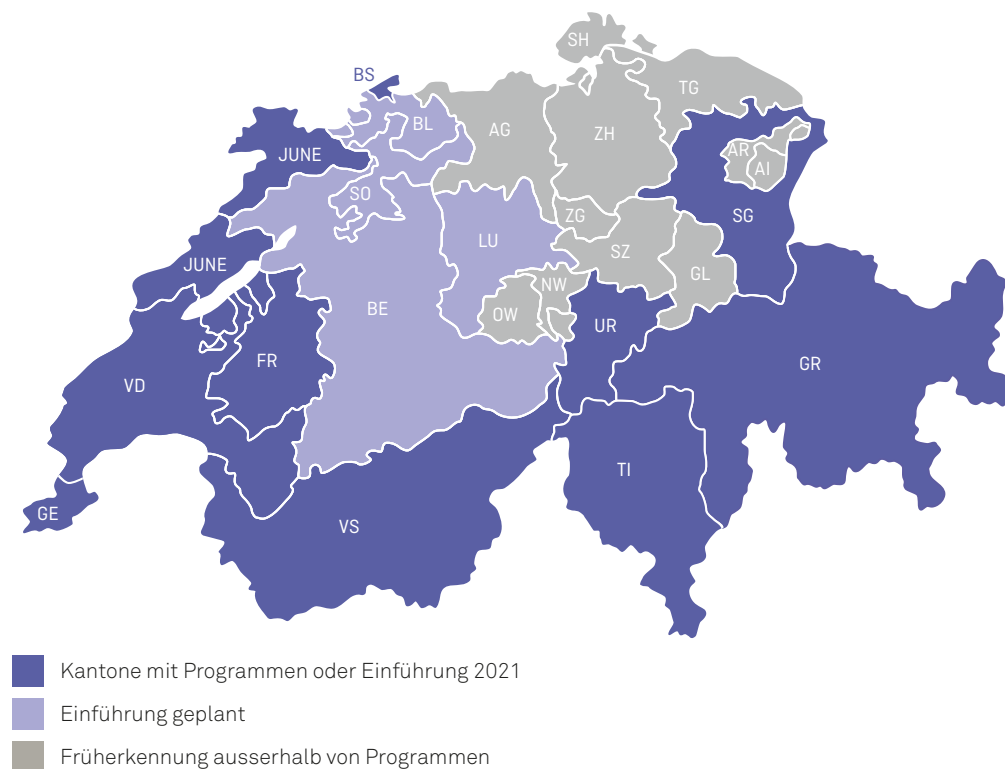 SH
BS
TG
BL
AG
ZH
JUNE
AR
AI
SO
ZG
SG
LU
SZ
JUNE
NW
GL
BE
OW
UR
FR
GR
VD
TI
GE
VS
Kantone mit Programmen oder Einführung 2021
Einführung geplant
Früherkennung ausserhalb von Programmen